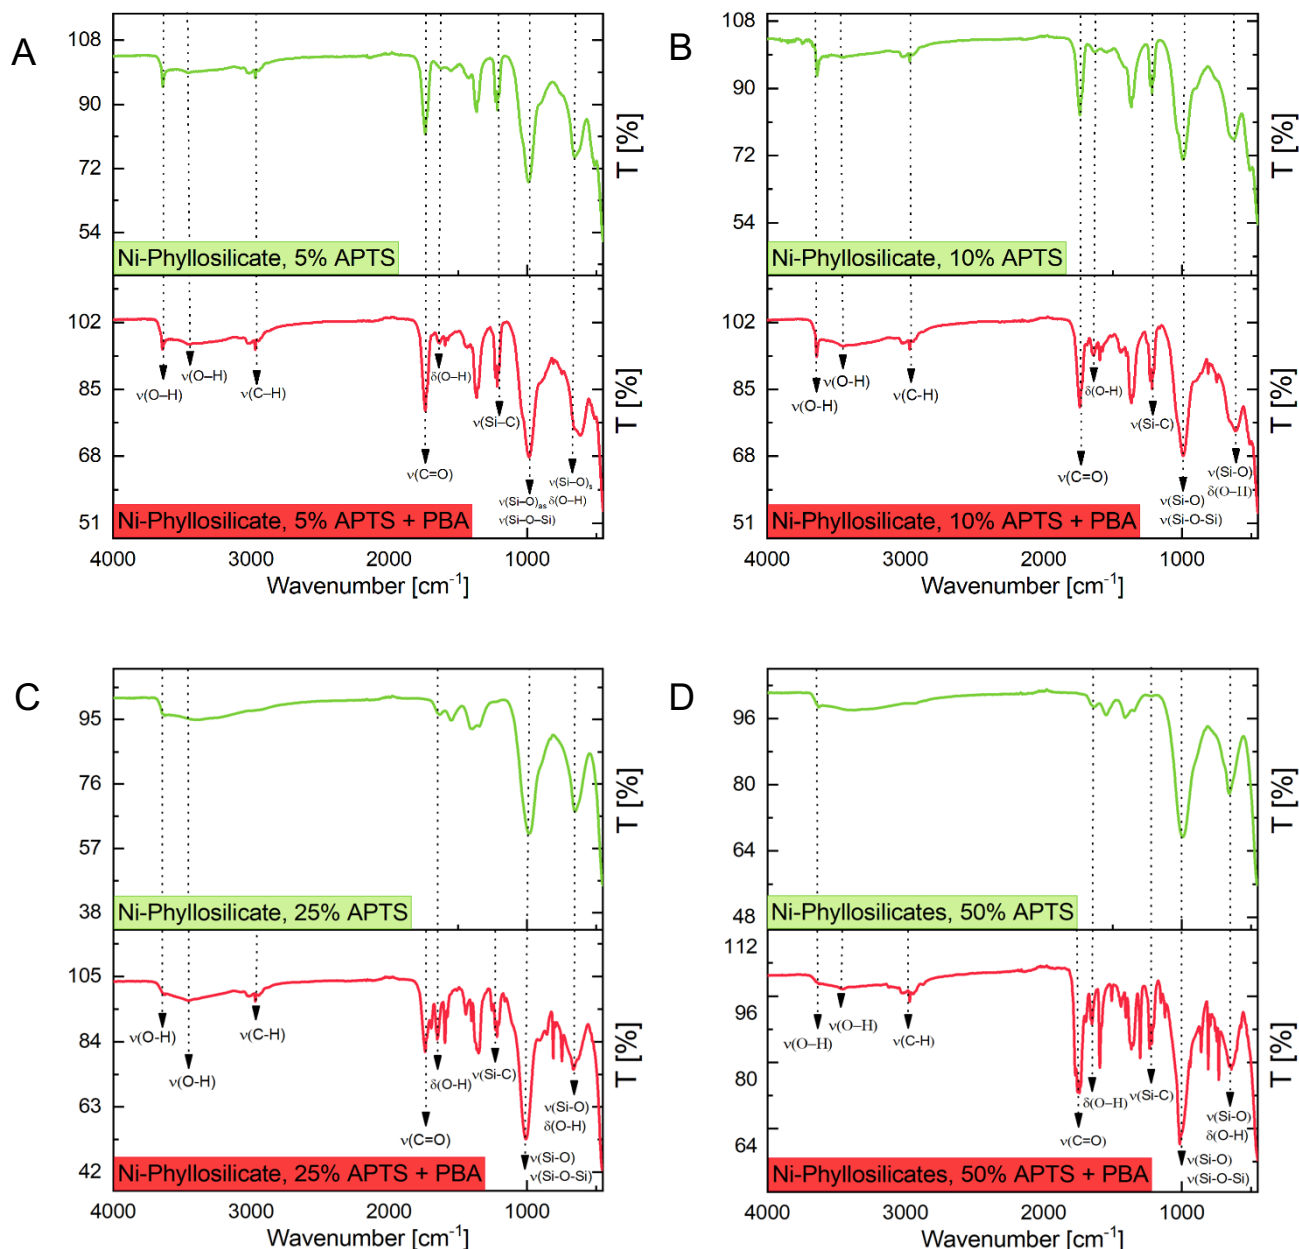 A
108
90
72
54
T [%]
Ni-Phyllosilicate, 5% APTS
102
85
68
51
T [%]
ν(O–H)
ν(O–H)
ν(C–H)
δ(O–H)
ν(Si–C)
ν(C=O)
ν(Si–O)s
ν(Si–O)as δ(O–H)
ν(Si–O–Si)
Ni-Phyllosilicate, 5% APTS + PBA
4000 3000 2000 1000
Wavenumber [cm-1]
B
108
90
72
54
T [%]
Ni-Phyllosilicate, 10% APTS
102
85
68
51
T [%]
ν(O-H)
ν(O-H)
ν(C-H)
δ(O-H)
ν(Si-C)
ν(C=O)
ν(Si-O)
δ(O–H)
ν(Si-O)
ν(Si-O-Si)
Ni-Phyllosilicate, 10% APTS + PBA
4000 3000 2000 1000
Wavenumber [cm-1]
C
95
76
57
38
T [%]
Ni-Phyllosilicate, 25% APTS
105
84
63
42
T [%]
ν(O-H)
ν(O-H)
ν(C-H)
δ(O-H)
ν(Si-C)
ν(C=O)
ν(Si-O)
δ(O-H)
ν(Si-O)
ν(Si-O-Si)
Ni-Phyllosilicate, 25% APTS + PBA
4000 3000 2000 1000
Wavenumber [cm-1]
D
96
80
64
48
T [%]
Ni-Phyllosilicates, 50% APTS
112
96
80
64
T [%]
ν(O–H)
ν(O–H)
ν(C-H)
δ(O–H)
ν(Si-C)
ν(C=O)
ν(Si-O)
δ(O-H)
ν(Si-O)
ν(Si-O-Si)
Ni-Phyllosilicates, 50% APTS + PBA
4000 3000 2000 1000
Wavenumber [cm-1]